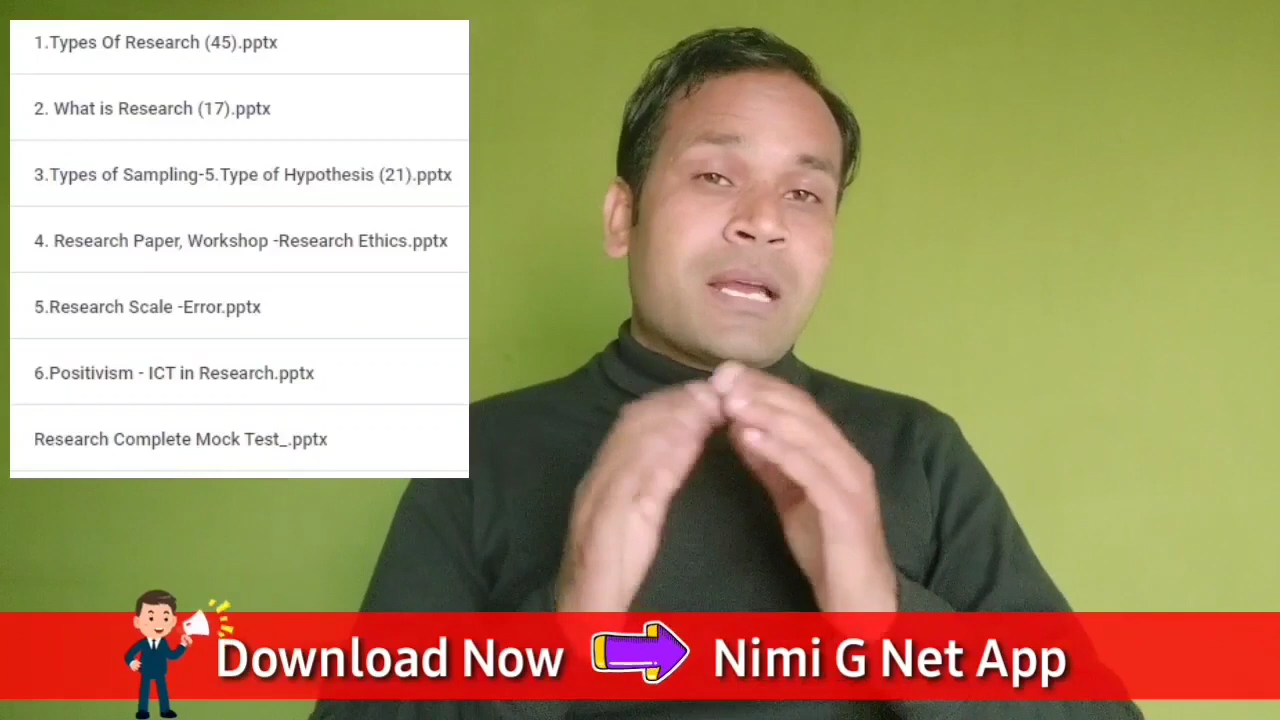 1.Types Of Research (45).pptx
2. What is Research (17).pptx
3.Types of Sampling-5.Type of Hypothesis (21).pptx
4. Research Paper, Workshop -Research Ethics.pptx
5.Research Scale -Error.pptx
6.Positivism - ICT in Research.pptx
Research Complete Mock Test_.pptx
Download Now Nimi G Net App